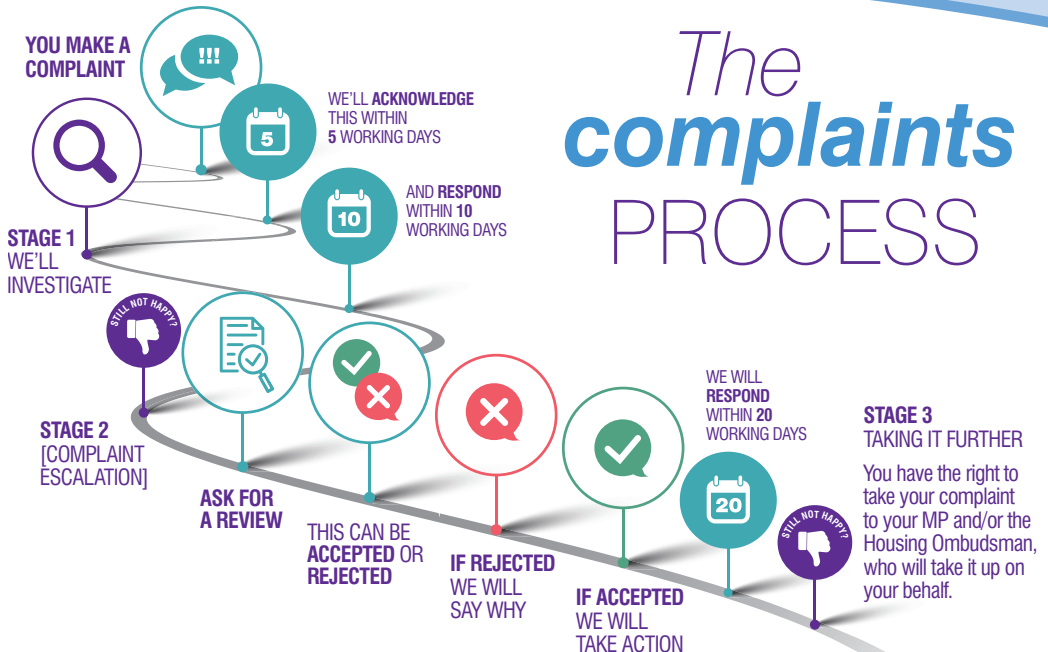 The
complaints
PROCESS
YOU MAKE A
COMPLAINT
!!!
WE'LL ACKNOWLEDGE
THIS WITHIN
5 WORKING DAYS
5
STAGE 1
WE'LL
INVESTIGATE
AND RESPOND
WITHIN 10
WORKING DAYS
10
STILL NOT HAPPY?
STAGE 2
[COMPLAINT
ESCALATION]
ASK FOR
A REVIEW
THIS CAN BE
ACCEPTED OR
REJECTED
IF REJECTED
WE WILL
SAY WHY
IF ACCEPTED
WE WILL
TAKE ACTION
WE WILL
RESPOND
WITHIN 20
WORKING DAYS
20
STILL NOT HAPPY?
STAGE 3
TAKING IT FURTHER
You have the right to
take your complaint
to your MP and/or the
Housing Ombudsman,
who will take it up on
your behalf.